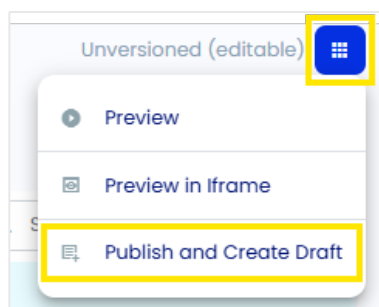 Unversioned (editable)
Preview
Preview in Iframe
S
Publish and Create Draft